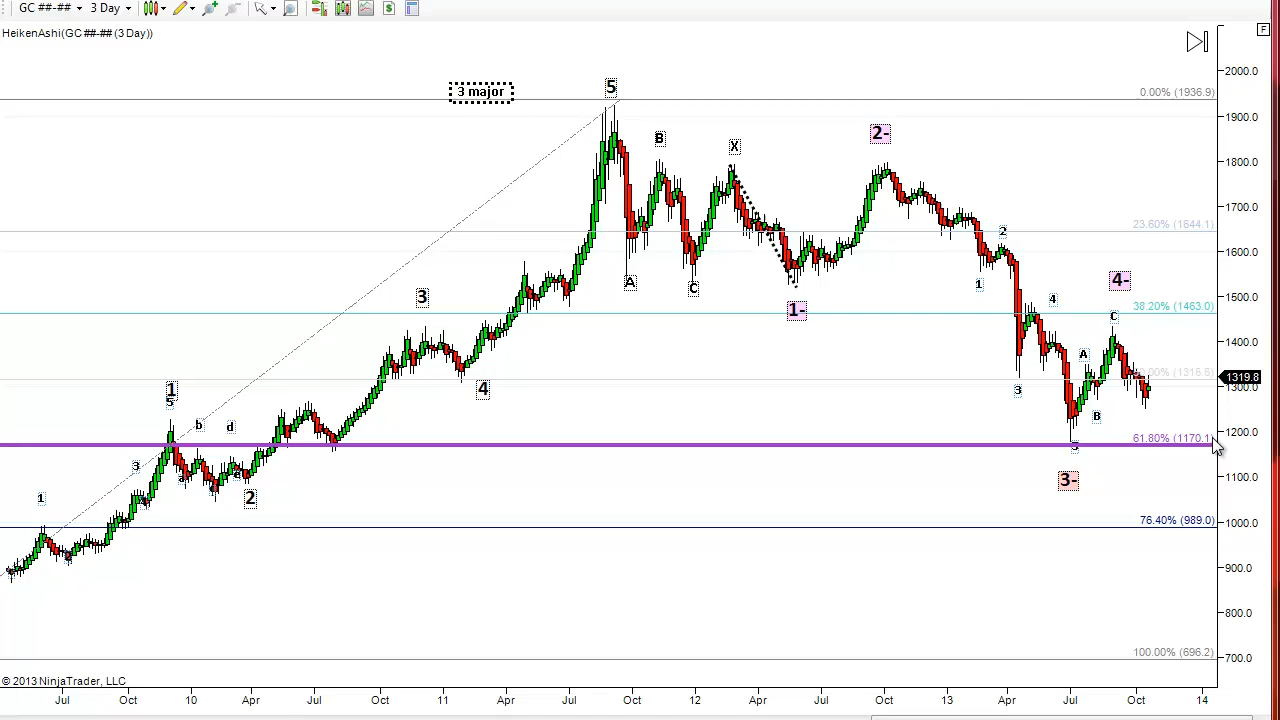 GC ##-## 3 Day
HeikenAshi(GC ##-## (3 Day))
F
2000.0
0.00% (1936.9)
1900.0
1800.0
1700.0
23.60% (1644.1)
1600.0
1500.0
38.20% (1463.0)
1400.0
1319.8
1300.0
1200.0
61.80% (1170.1)
1100.0
1000.0
76.40% (989.0)
900.0
800.0
100.00% (696.2)
700.0
3 major
5
B
X
2-
A
C
1-
3
4
2
1
4
3
4-
C
A
B
5
3-
1
5
b
d
3
a
2
1
2
© 2013 NinjaTrader, LLC
Jul Oct 10 Apr Jul Oct 11 Apr Jul Oct 12 Apr Jul Oct 13 Apr Jul Oct 14